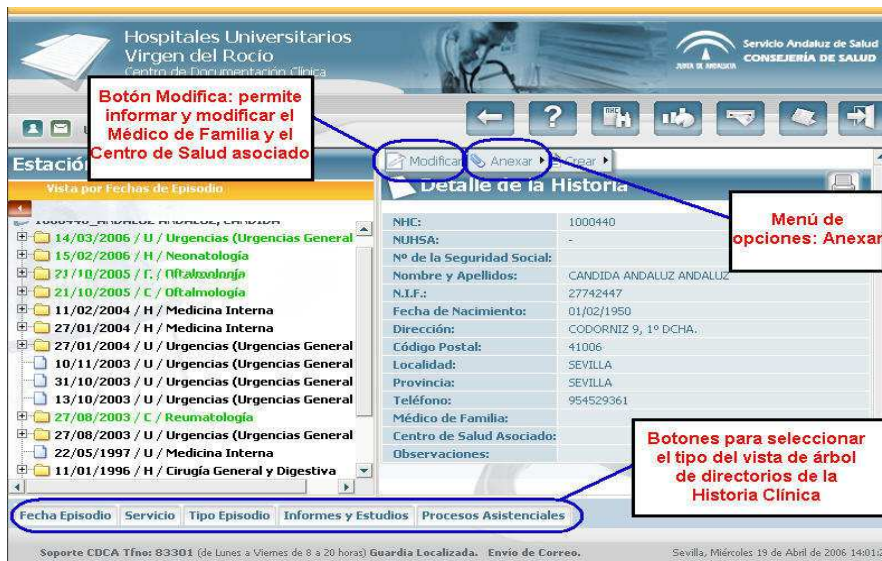 Hospitales Universitarios
Virgen del Rocío
Centro de Documentación Clínica
Servicio Andaluz de Salud
CONSEJERÍA DE SALUD
JUNTA DE ANDALUCIA
Botón Modifica: permite
informar y modificar el
Médico de Familia y el
Centro de Salud asociado
Estació
Vista por Fechas de Episodio
Modificar
Anexar
Crear
Detalle de la Historia
Menú de
opciones: Anexar
14/03/2006 / U / Urgencias (Urgencias General
15/02/2006 / H / Neonatología
21/10/2005 / C / Oftalmología
21/10/2005 / C / Oftalmología
11/02/2004 / H / Medicina Interna
27/01/2004 / H / Medicina Interna
27/01/2004 / U / Urgencias (Urgencias General
10/11/2003 / U / Urgencias (Urgencias General
31/10/2003 / U / Urgencias (Urgencias General
13/10/2003 / U / Urgencias (Urgencias General
27/08/2003 / C / Reumatología
27/08/2003 / U / Urgencias (Urgencias General
22/05/1997 / U / Medicina Interna
11/01/1996 / H / Cirugía General y Digestiva
NHC: 1000440
NUHSA: -
Nº de la Seguridad Social:
Nombre y Apellidos: CANDIDA ANDALUZ ANDALUZ
N.I.F.: 27742447
Fecha de Nacimiento: 01/02/1950
Dirección: CODORNIZ 9, 1º DCHA.
Código Postal: 41006
Localidad: SEVILLA
Provincia: SEVILLA
Teléfono: 954529361
Médico de Familia:
Centro de Salud Asociado:
Observaciones:
Botones para seleccionar
el tipo del vista de árbol
de directorios de la
Historia Clínica
Fecha Episodio Servicio Tipo Episodio Informes y Estudios Procesos Asistenciales
Soporte CDCA Tfno: 83301 (de Lunes a Viernes de 8 a 20 horas) Guardia Localizada. Envío de Correo.
Sevilla, Miércoles 19 de Abril de 2006 14:01:2